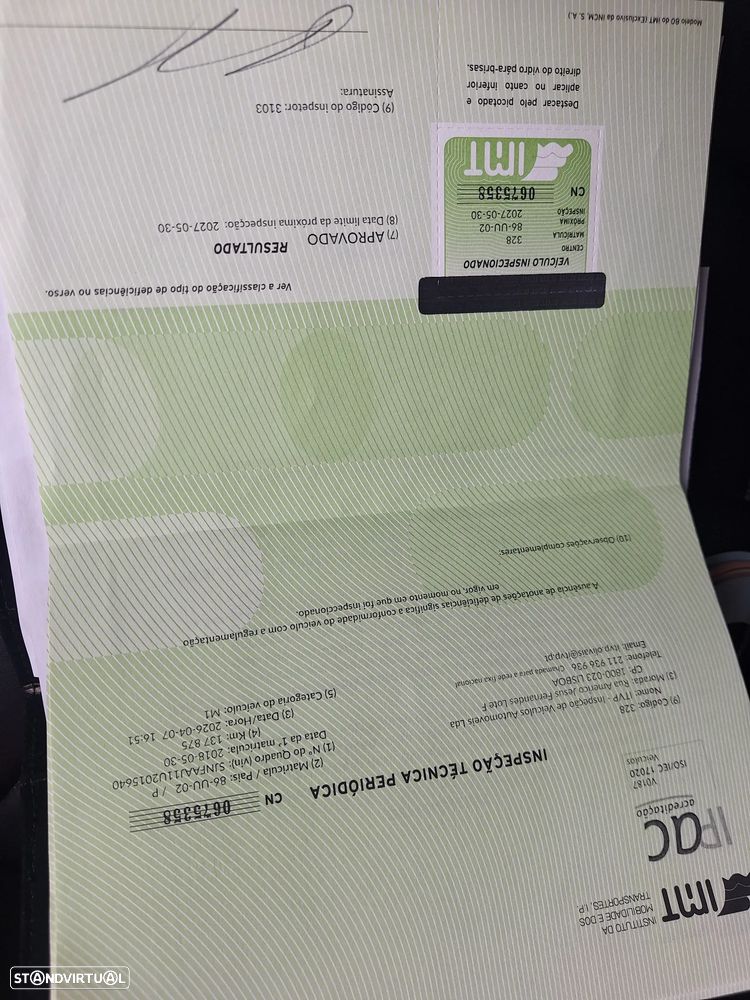 INSTITUTO DA
MOBILIDADE E DOS
TRANSPORTES, I.P.
IMT
IPAC
acreditação
V0187
ISO/IEC 17020
Veículos
INSPEÇÃO TÉCNICA PERIÓDICA
CN 0675358
(9) Código: 328
Nome: ITVP - Inspeção de Veículos Automoveis Lda
(3) Morada: Rua Americo Jesus Fernandes Lote F
CP: 1800-023 LISBOA
Telefone: 211 936 936 Chamada para a rede fixa nacional
Email: itvp.olivais@itvp.pt
(2) Matrícula / País: 86-UU-02 / P
(1) Nº do Quadro (vin): SJNFAAJ11U2015640
Data da 1ª matrícula: 2018-05-30
(4) Km: 137 875
(3) Data/Hora: 2026-04-07 16:51
(5) Categoria do veículo: M1
A ausência de anotações de deficiências significa a conformidade do veículo com a regulamentação
em vigor, no momento em que foi inspecionado.
(10) Observações complementares:
Ver a classificação do tipo de deficiências no verso.
RESULTADO
(7) APROVADO
(8) Data limite da próxima inspecção: 2027-05-30
(9) Código do inspetor: 3103
Assinatura:
VEÍCULO INSPECIONADO
CENTRO 328
MATRÍCULA 86-UU-02
PRÓXIMA
INSPEÇÃO 2027-05-30
CN 0675358
IMT
Destacar pelo picotado e
aplicar no canto inferior
direito do vidro pára-brisas.
Modelo 80 do IMT (Exclusivo da INCM, S. A.)
STANDVIRTUAL